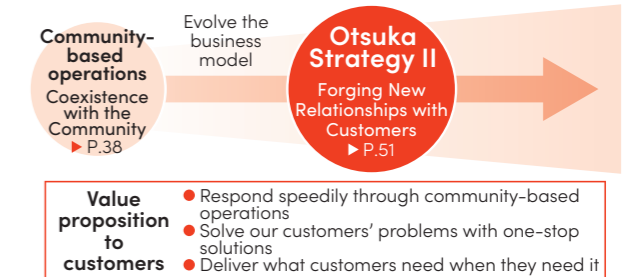 Community-
based
operations
Coexistence
with the
Community
▶ P.38
Evolve the
business
model
Otsuka
Strategy II
Forging New
Relationships with
Customers
▶ P.51
Value
proposition
to
customers
● Respond speedily through community-based
operations
● Solve our customers' problems with one-stop
solutions
● Deliver what customers need when they need it